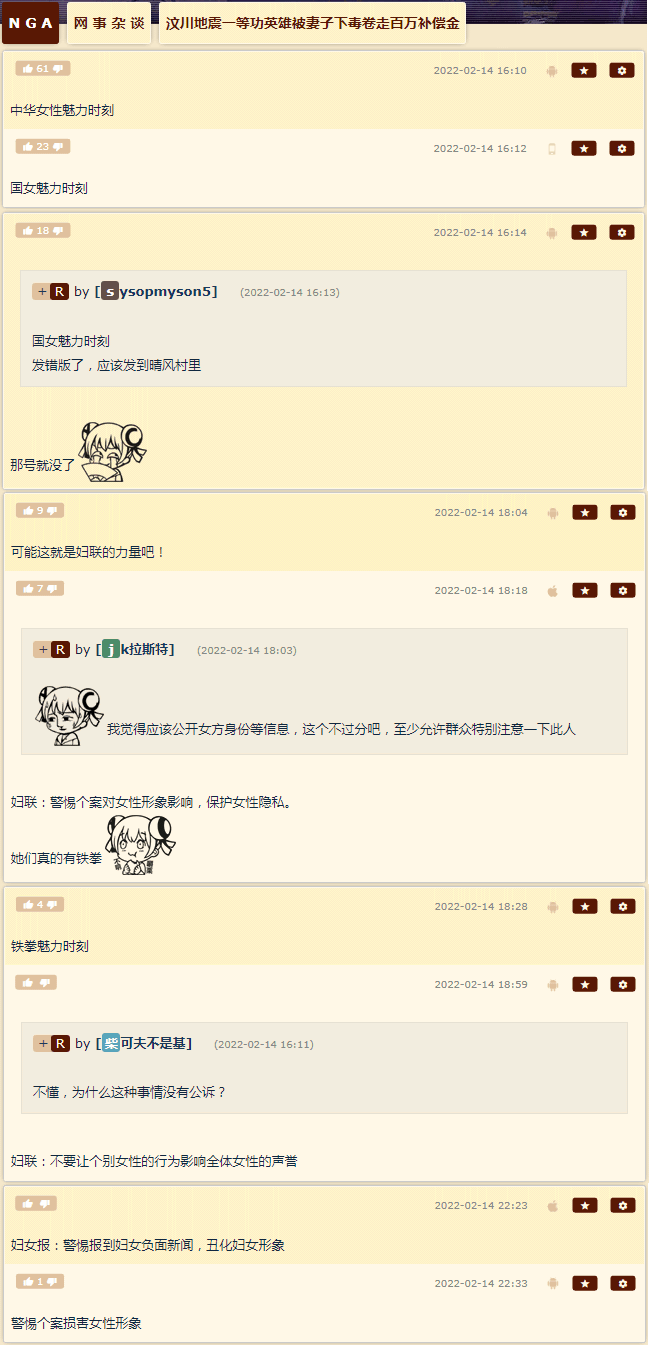 NGA 网事杂谈 汶川地震一等功英雄被妻子下毒卷走百万补偿金
61 2022-02-14 16:10
中华女性魅力时刻
23 2022-02-14 16:12
国女魅力时刻
18 2022-02-14 16:14
+ R by [sysopmyson5] (2022-02-14 16:13)
国女魅力时刻
发错版了，应该发到晴风村里
那号就没了
9 2022-02-14 18:04
可能这就是妇联的力量吧！
7 2022-02-14 18:18
+ R by [jk拉斯特] (2022-02-14 18:03)
我觉得应该公开女方身份等信息，这个不过分吧，至少允许群众特别注意一下此人
妇联：警惕个案对女性形象影响，保护女性隐私。
她们真的有铁拳
4 2022-02-14 18:28
铁拳魅力时刻
2022-02-14 18:59
+ R by [柴可夫不是基] (2022-02-14 16:11)
不懂，为什么这种事情没有公诉？
妇联：不要让个别女性的行为影响全体女性的声誉
2022-02-14 22:23
妇女报：警惕报到妇女负面新闻，丑化妇女形象
1 2022-02-14 22:33
警惕个案损害女性形象